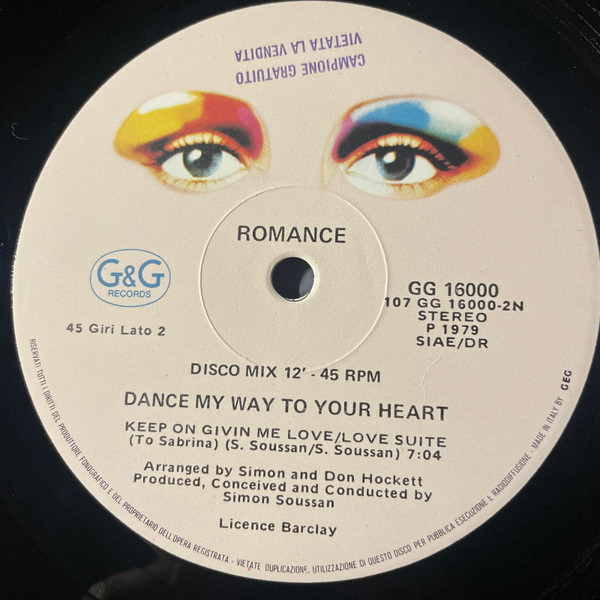 CAMPIONE GRATUITO
VIETATA LA VENDITA
ROMANCE
G&G
RECORDS
45 Giri Lato 2
GG 16000
107 GG 16000-2N
STEREO
P 1979
SIAE/DR
DISCO MIX 12' - 45 RPM
DANCE MY WAY TO YOUR HEART
KEEP ON GIVIN ME LOVE/LOVE SUITE
(To Sabrina) (S. Soussan/S. Soussan) 7:04
Arranged by Simon and Don Hockett
Produced, Conceived and Conducted by
Simon Soussan
Licence Barclay
RISERVATI TUTTI I DIRITTI DEL PRODUTTORE FONOGRAFICO E DEL PROPRIETARIO DELL'OPERA REGISTRATA - VIETATE DUPLICAZIONE, UTILIZZAZIONE DI QUESTO DISCO PER PUBBLICA ESECUZIONE E RADIODIFFUSIONE - MADE IN ITALY BY GEG